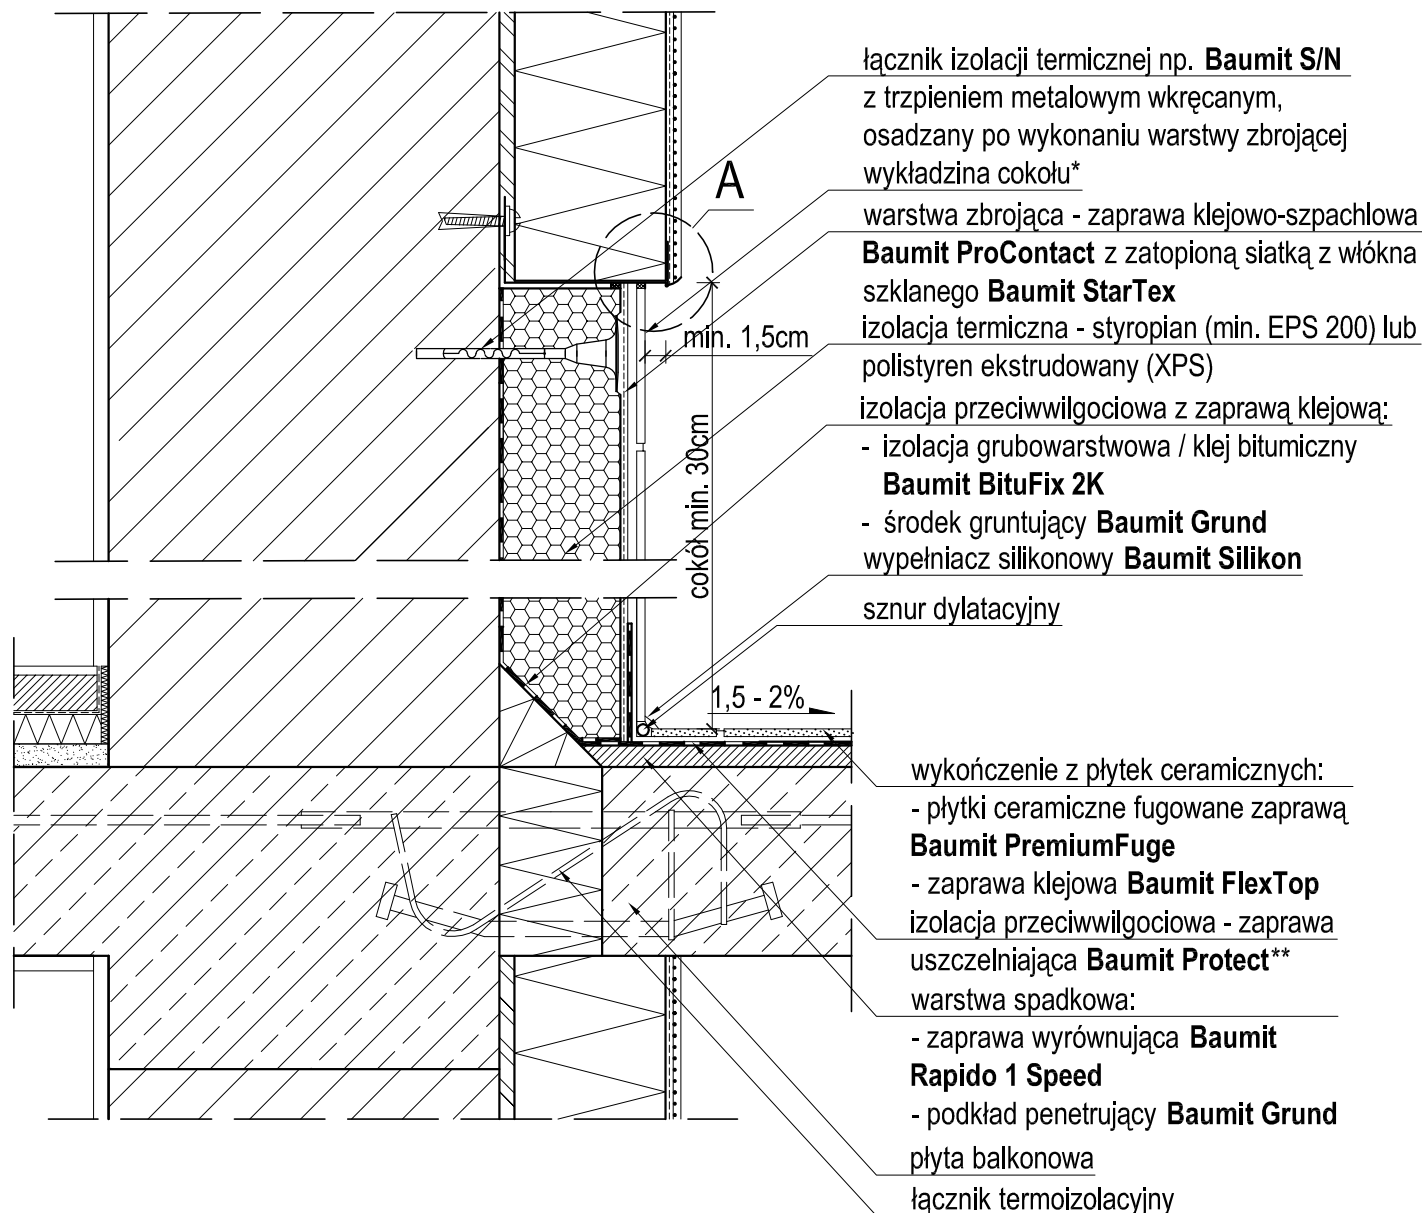 łącznik izolacji termicznej np. Baumit S/N
z trzpieniem metalowym wkręcanym,
osadzany po wykonaniu warstwy zbrojącej
wykładzina cokołu*
A
warstwa zbrojąca - zaprawa klejowo-szpachlowa
Baumit ProContact z zatopioną siatką z włókna
szklanego Baumit StarTex
min. 1,5cm
izolacja termiczna - styropian (min. EPS 200) lub
polistyren ekstrudowany (XPS)
izolacja przeciwwilgociowa z zaprawą klejową:
- izolacja grubowarstwowa / klej bitumiczny
Baumit BituFix 2K
- środek gruntujący Baumit Grund
cokół min. 30cm
wypełniacz silikonowy Baumit Silikon
sznur dylatacyjny
1,5 - 2%
wykończenie z płytek ceramicznych:
- płytki ceramiczne fugowane zaprawą
Baumit PremiumFuge
- zaprawa klejowa Baumit FlexTop
izolacja przeciwwilgociowa - zaprawa
uszczelniająca Baumit Protect**
warstwa spadkowa:
- zaprawa wyrównująca Baumit
Rapido 1 Speed
- podkład penetrujący Baumit Grund
płyta balkonowa
łącznik termoizolacyjny